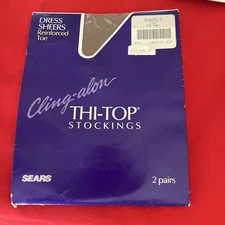 DRESS
SHEERS
Reinforced
Toe
Cling-alon
THI-TOP®
STOCKINGS
SEARS
2 pairs